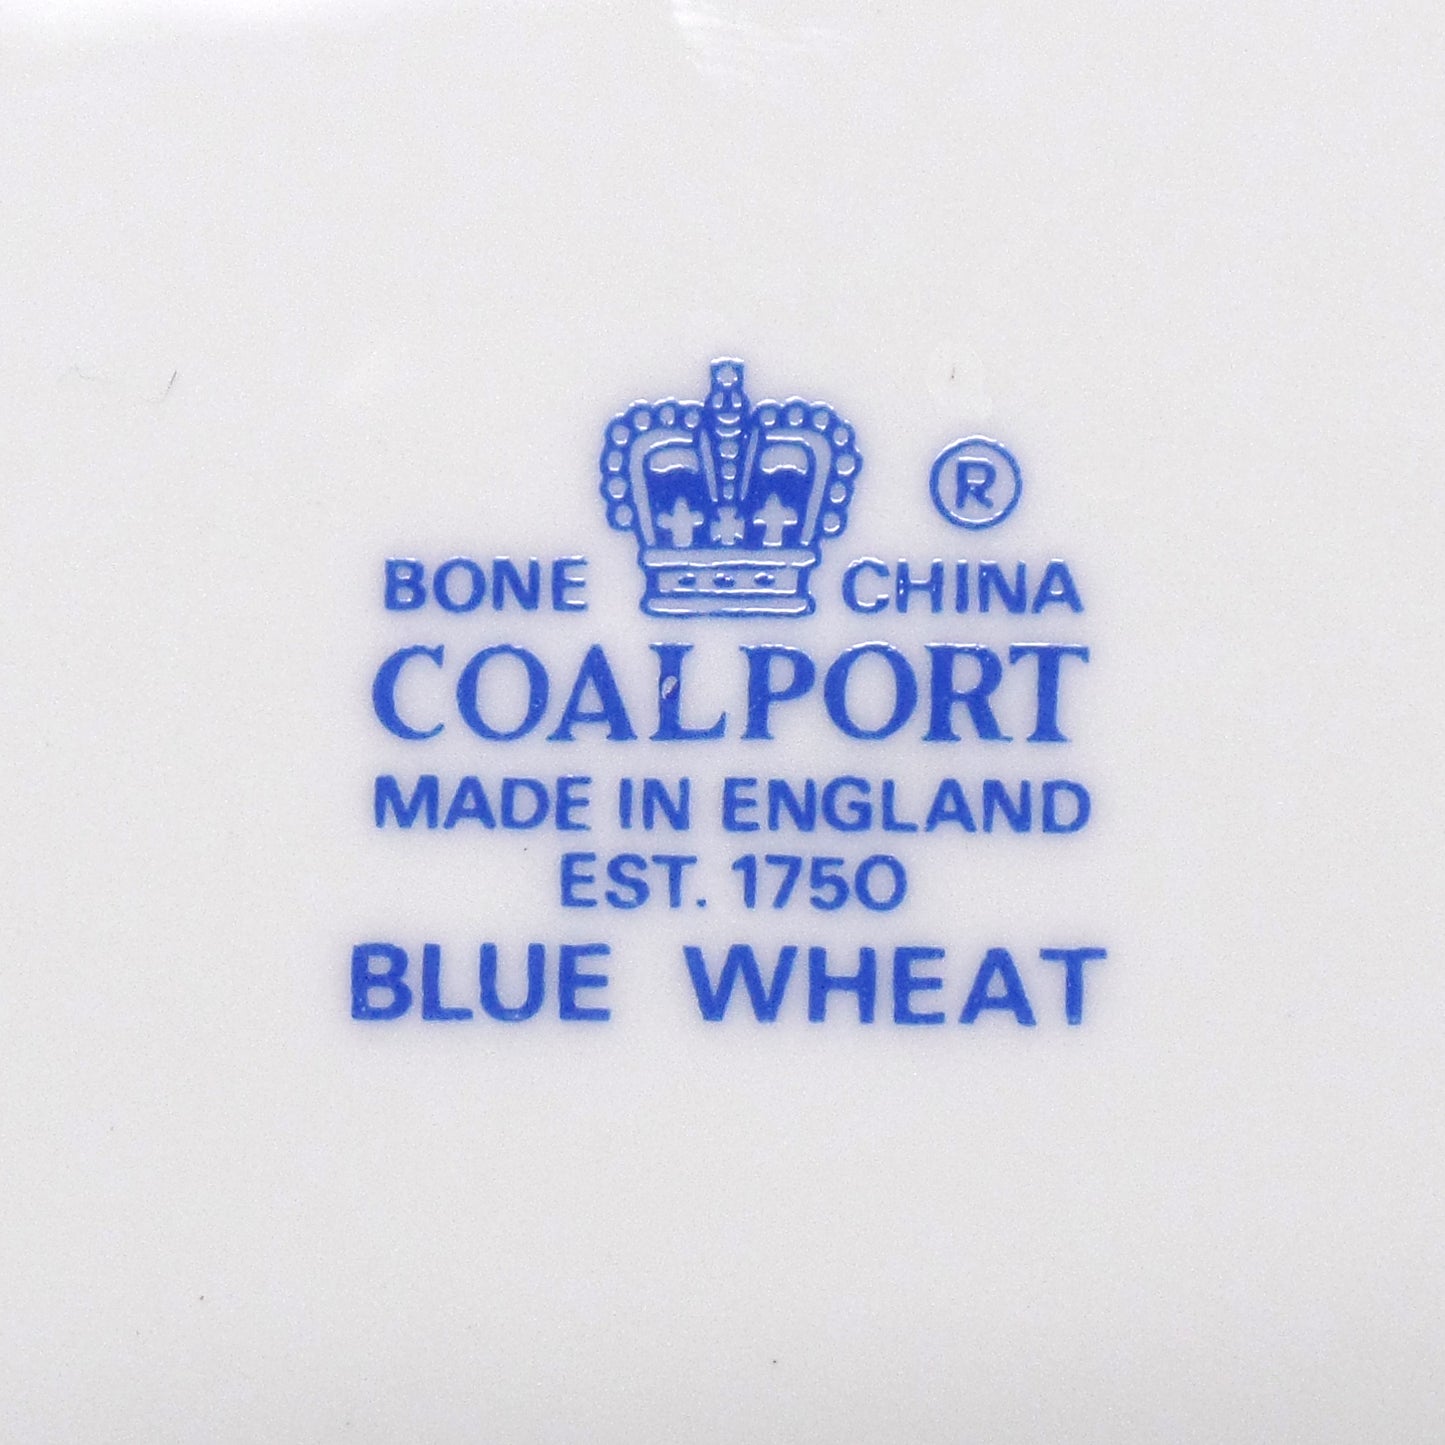 ®
BONE CHINA
COALPORT
MADE IN ENGLAND
EST. 1750
BLUE WHEAT